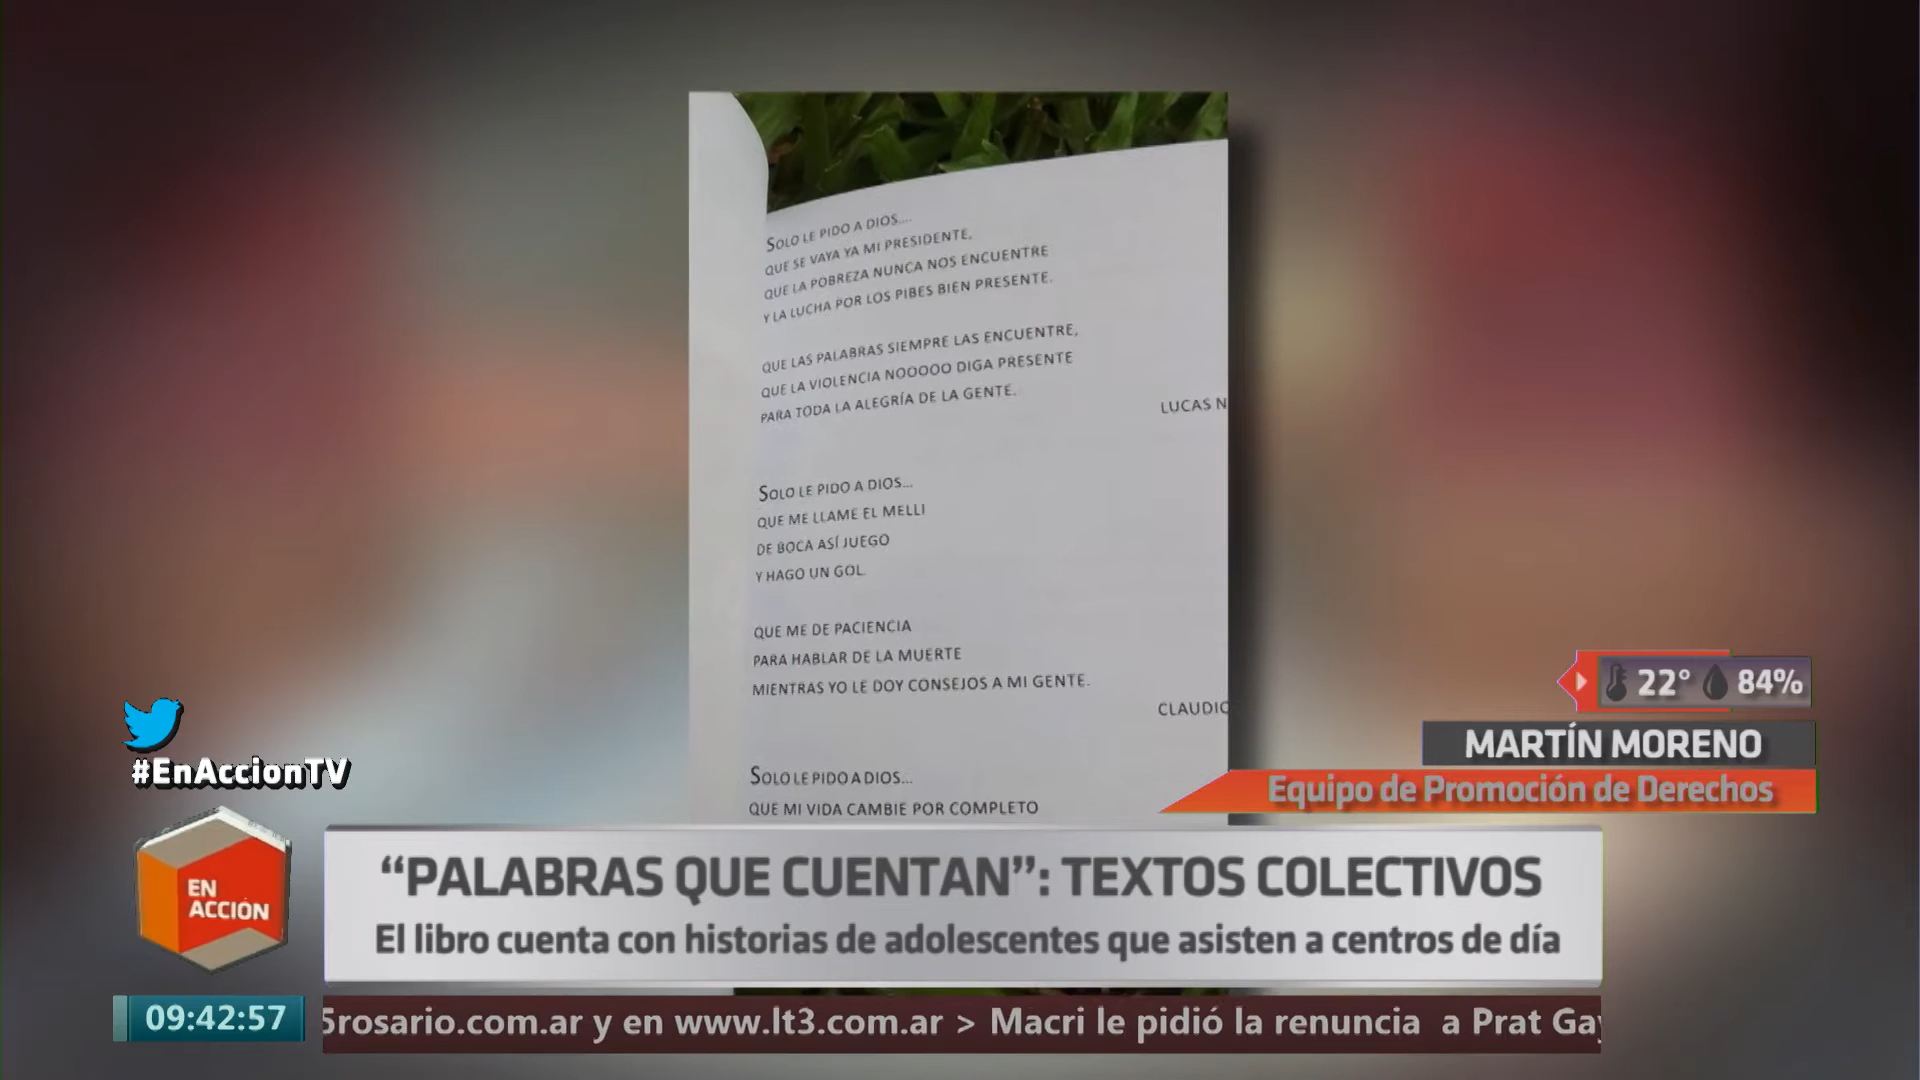 SOLO LE PIDO A DIOS....
QUE SE VAYA YA MI PRESIDENTE,
QUE LA POBREZA NUNCA NOS ENCUENTRE
Y LA LUCHA POR LOS PIBES BIEN PRESENTE.
QUE LAS PALABRAS SIEMPRE LAS ENCUENTRE,
QUE LA VIOLENCIA NOOOOO DIGA PRESENTE
PARA TODA LA ALEGRÍA DE LA GENTE.
LUCAS N
SOLO LE PIDO A DIOS...
QUE ME LLAME EL MELLI
DE BOCA ASÍ JUEGO
Y HAGO UN GOL.
QUE ME DE PACIENCIA
PARA HABLAR DE LA MUERTE
MIENTRAS YO LE DOY CONSEJOS A MI GENTE.
CLAUDIO
SOLO LE PIDO A DIOS...
QUE MI VIDA CAMBIE POR COMPLETO
22° 84%
MARTÍN MORENO
Equipo de Promoción de Derechos
#EnAccionTV
EN
ACCIÓN
“PALABRAS QUE CUENTAN”: TEXTOS COLECTIVOS
El libro cuenta con historias de adolescentes que asisten a centros de día
09:42:57
5rosario.com.ar y en www.lt3.com.ar > Macri le pidió la renuncia a Prat Gay